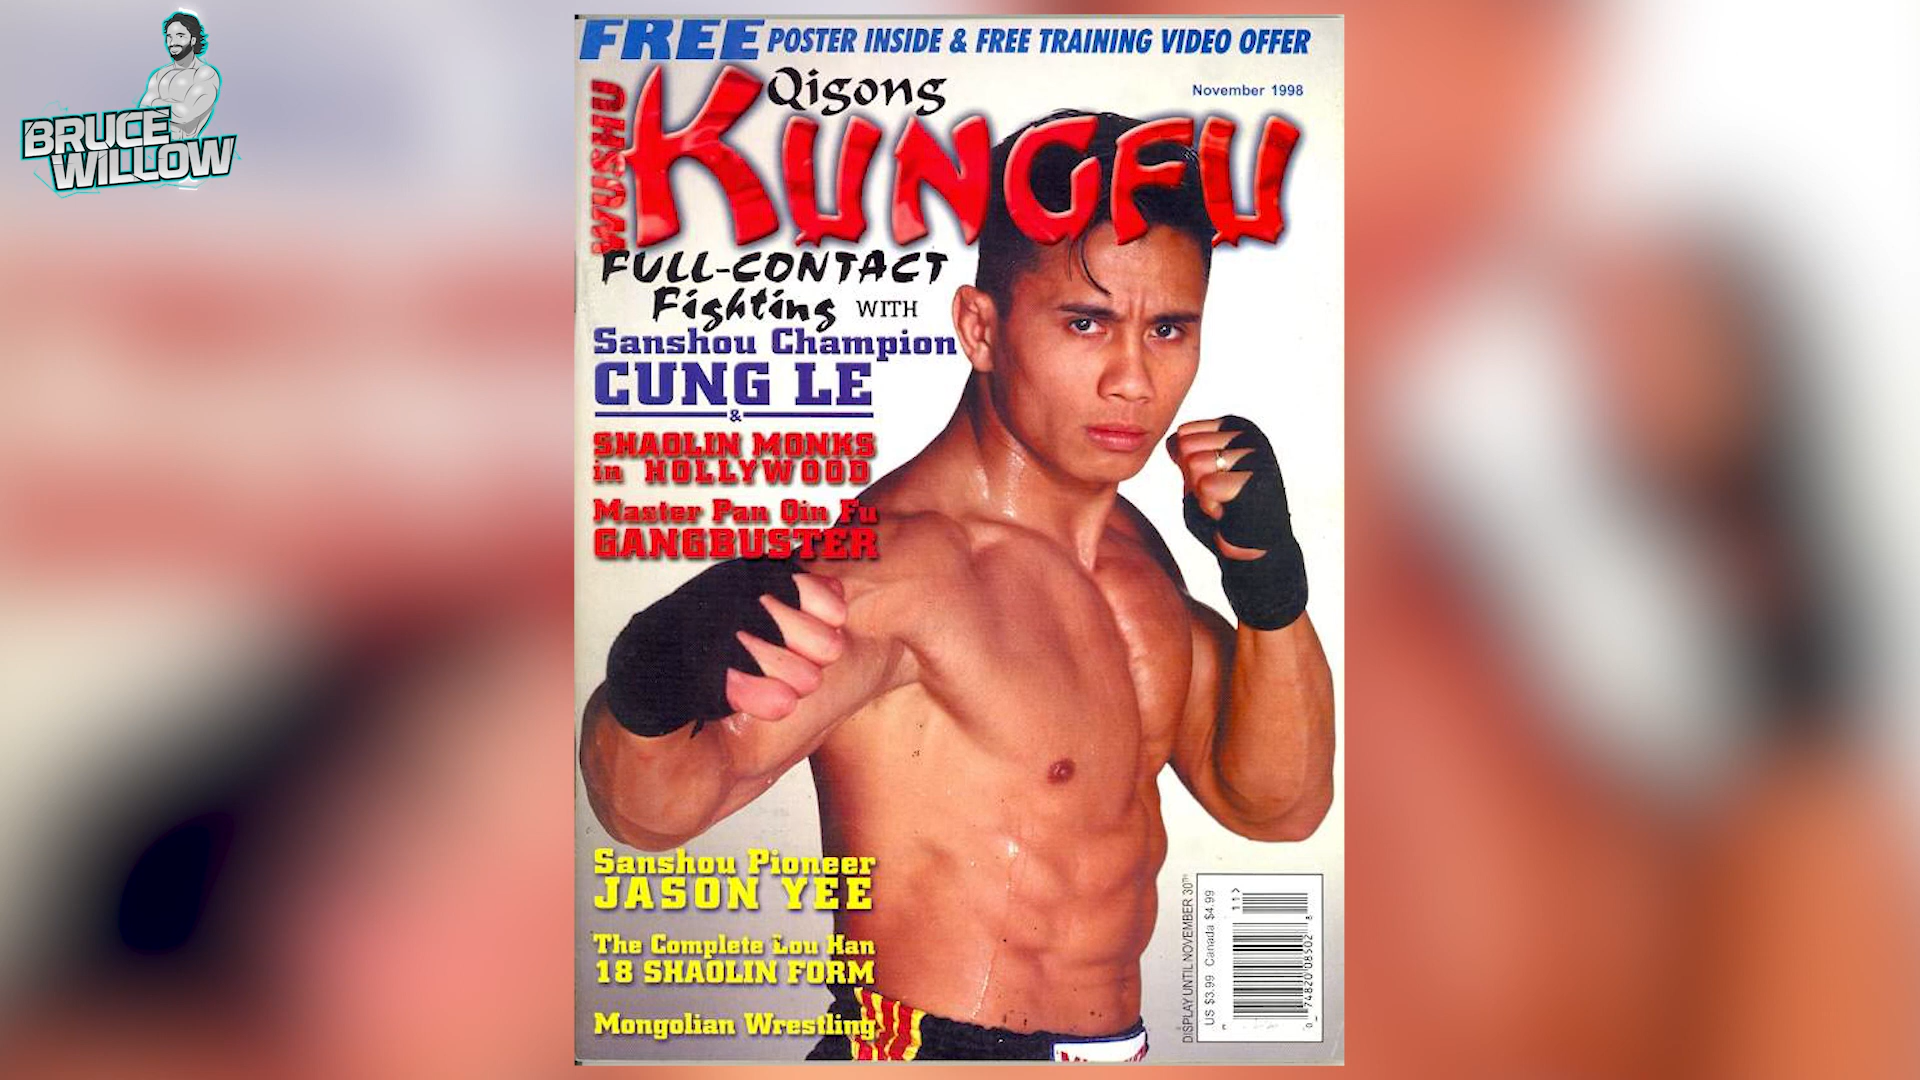 BRUCE
WILLOW
FREE POSTER INSIDE & FREE TRAINING VIDEO OFFER
November 1998
WUSHU
Qigong
KUNGFU
FULL-CONTACT
Fighting WITH
Sanshou Champion
CUNG LE
&
SHAOLIN MONKS
in HOLLYWOOD
Master Pan Qin Fu
GANGBUSTER
Sanshou Pioneer
JASON YEE
The Complete Lou Han
18 SHAOLIN FORM
Mongolian Wrestling
DISPLAY UNTIL NOVEMBER 30TH
US $3.99 Canada $4.99
11>
0 74820 08502 8